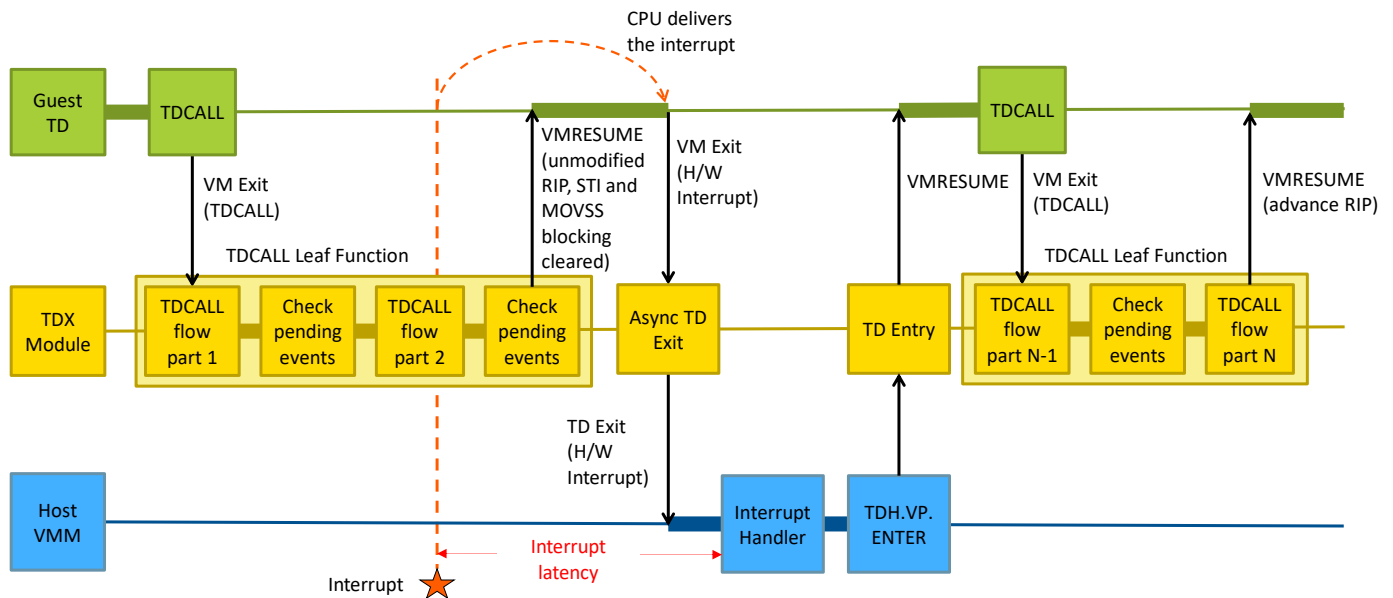 CPU delivers
the interrupt
Guest
TD
TDCALL
TDCALL
VM Exit
(TDCALL)
VMRESUME
(unmodified
RIP, STI and
MOVSS
blocking
cleared)
VM Exit
(H/W
Interrupt)
VMRESUME
VM Exit
(TDCALL)
VMRESUME
(advance RIP)
TDCALL Leaf Function
TDCALL Leaf Function
TDX
Module
TDCALL
flow
part 1
Check
pending
events
TDCALL
flow
part 2
Check
pending
events
Async TD
Exit
TD Entry
TDCALL
flow
part N-1
Check
pending
events
TDCALL
flow
part N
TD Exit
(H/W
Interrupt)
Host
VMM
Interrupt
Handler
TDH.VP.
ENTER
Interrupt
latency
Interrupt